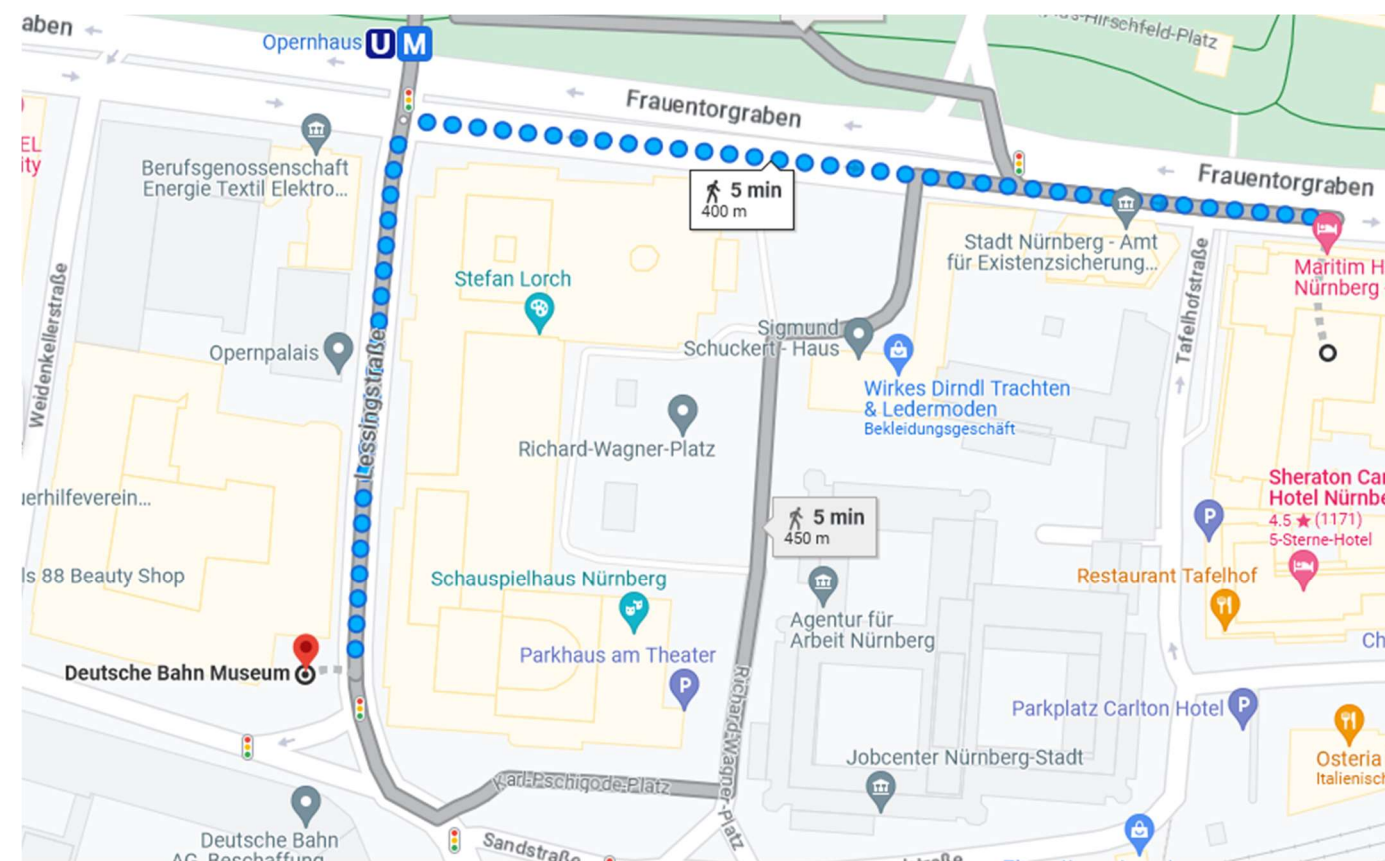 aben
Opernhaus U M
Hirschfeld-Platz
Frauentorgraben
Frauentorgraben
EL
ity
Berufsgenossenschaft
Energie Textil Elektro...
5 min
400 m
Stadt Nürnberg - Amt
für Existenzsicherung...
Maritim H
Nürnberg
Weidenkellerstraße
Stefan Lorch
Tafelhofstraße
Opernpalais
Lessingstraße
Sigmund
Schuckert - Haus
Wirkes Dirndl Trachten
& Ledermoden
Bekleidungsgeschäft
Richard-Wagner-Platz
uerhilfeverein...
Sheraton Car
Hotel Nürnbe
4.5 ★ (1171)
5-Sterne-Hotel
P
5 min
450 m
ls 88 Beauty Shop
Schauspielhaus Nürnberg
Restaurant Tafelhof
Agentur für
Arbeit Nürnberg
Ch
Deutsche Bahn Museum
Parkhaus am Theater
P
Richard-Wagner-Platz
Parkplatz Carlton Hotel
P
Karl-Pschigode-Platz
Jobcenter Nürnberg-Stadt
Osteria
Italienisch
Deutsche Bahn
AG, Beschaffung
Sandstraße